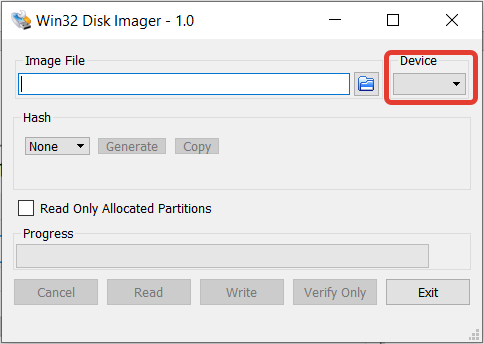 Win32 Disk Imager - 1.0
Image File
Device
Hash
None
Generate
Copy
Read Only Allocated Partitions
Progress
Cancel
Read
Write
Verify Only
Exit